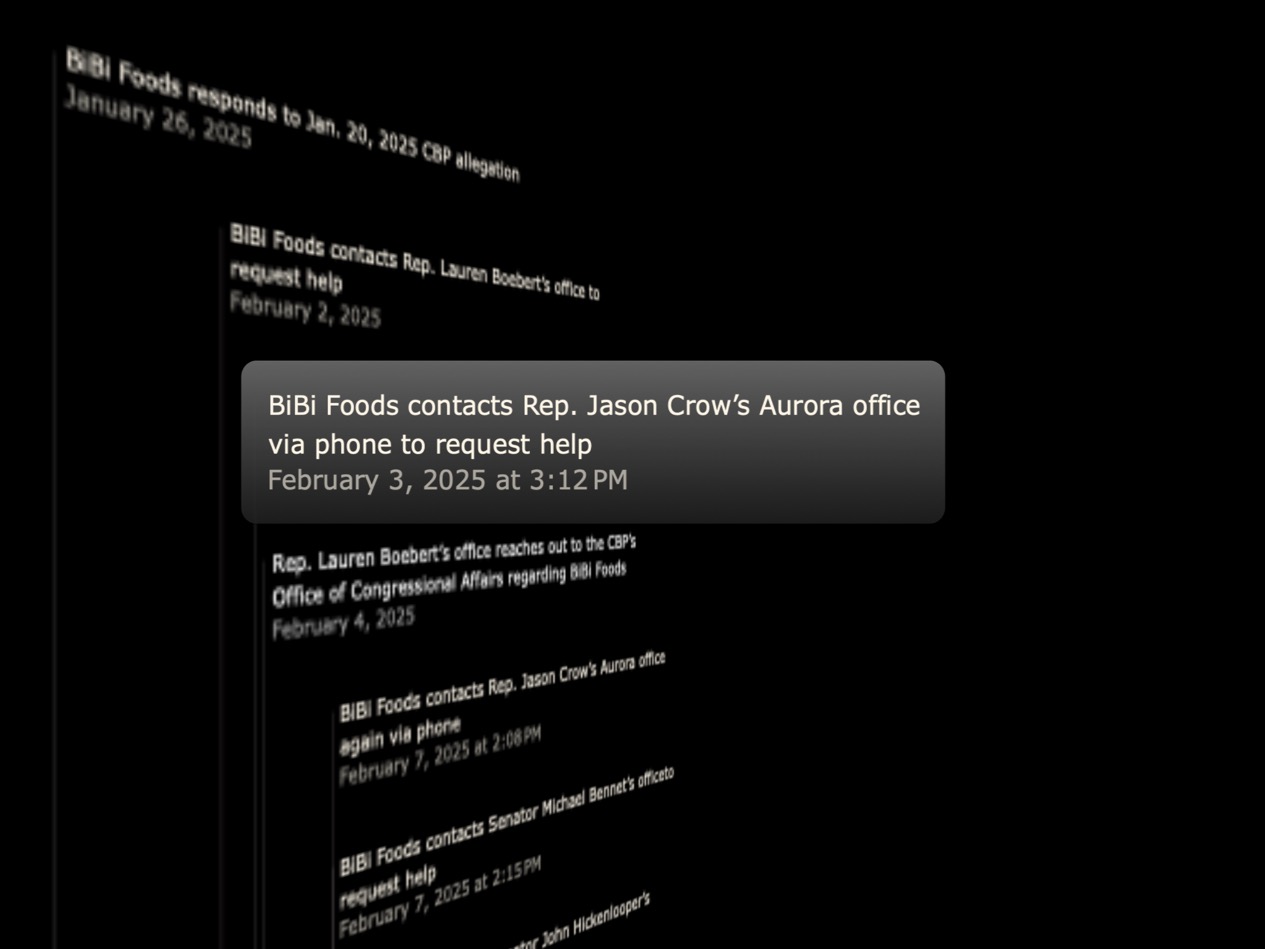 BiBi Foods responds to Jan. 20, 2025 CBP allegation
January 26, 2025
BiBi Foods contacts Rep. Lauren Boebert's office to
request help
February 2, 2025
BiBi Foods contacts Rep. Jason Crow’s Aurora office
via phone to request help
February 3, 2025 at 3:12 PM
Rep. Lauren Boebert's office reaches out to the CBP's
Office of Congressional Affairs regarding BiBi Foods
February 4, 2025
BiBi Foods contacts Rep. Jason Crow's Aurora office
again via phone
February 7, 2025 at 2:08 PM
BiBi Foods contacts Senator Michael Bennet's officeto
request help
February 7, 2025 at 2:15 PM
John Hickenlooper's